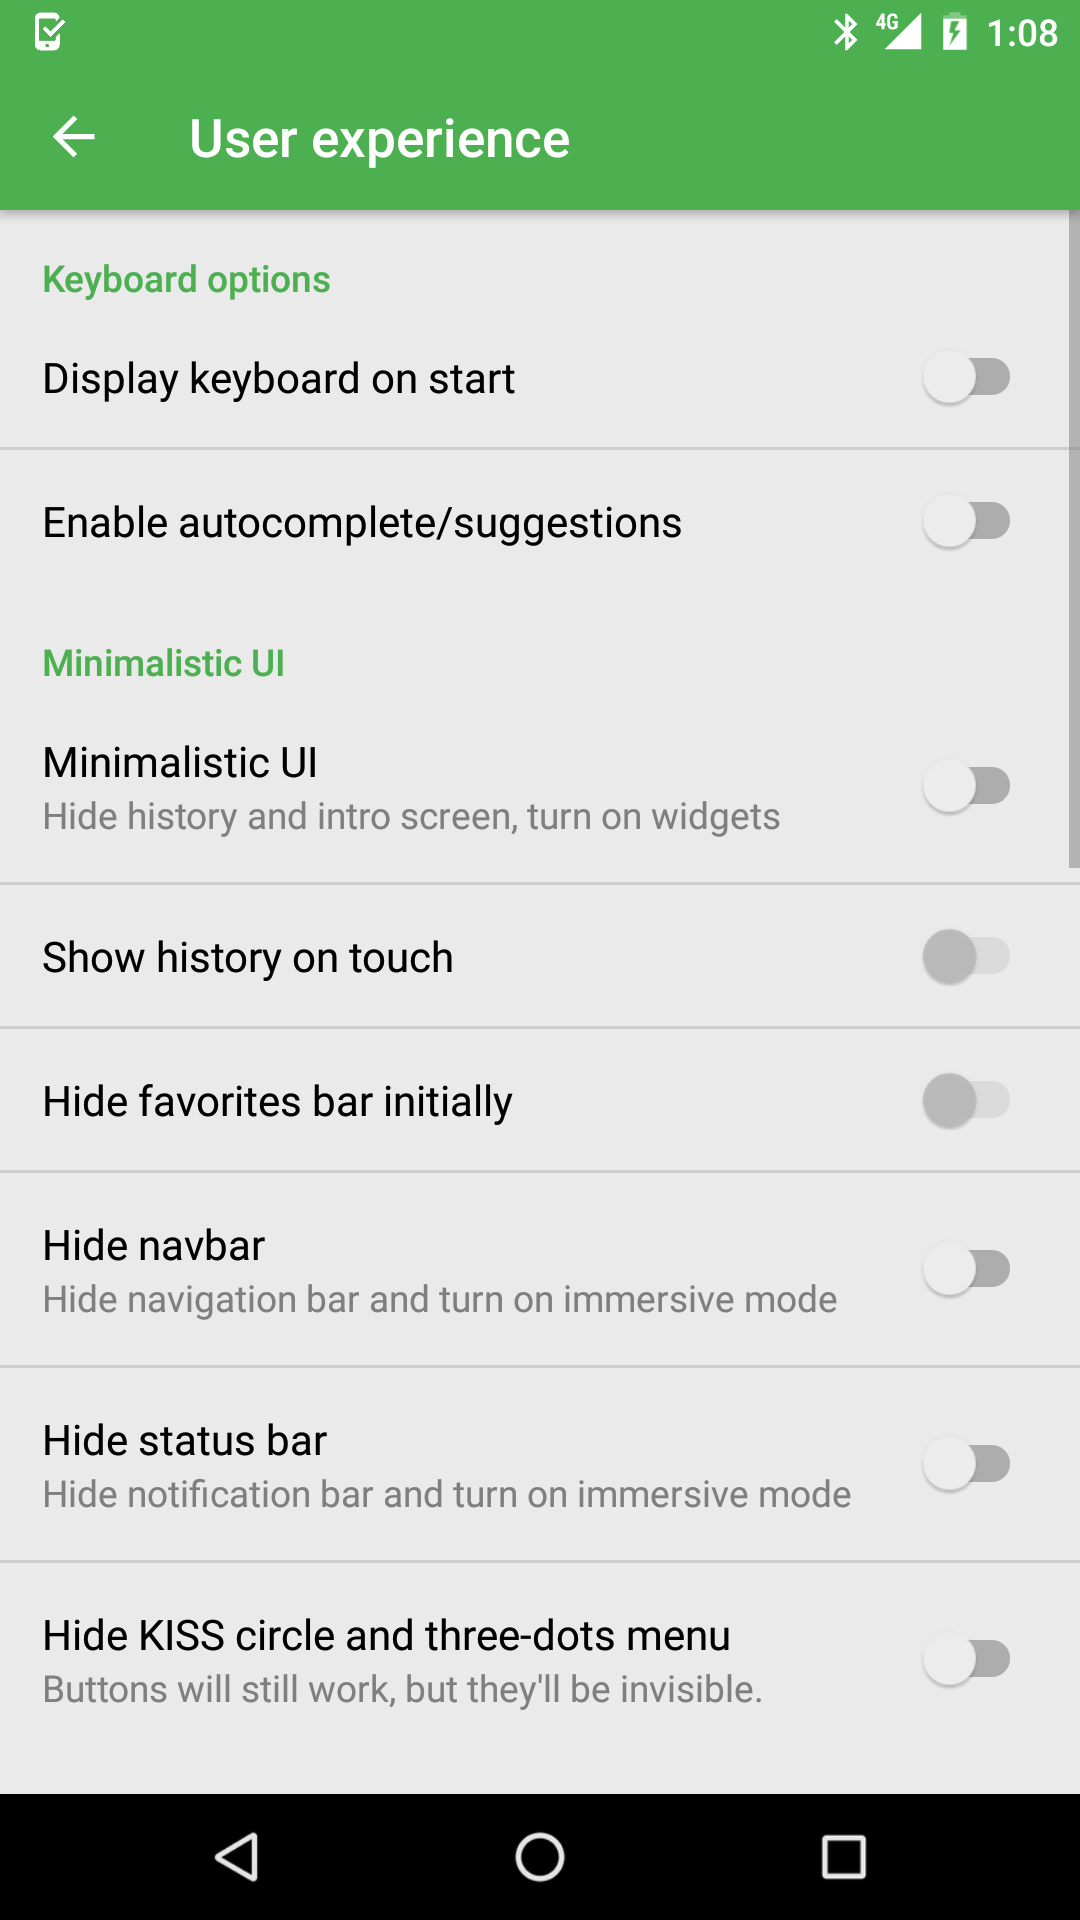 4G 1:08
User experience
Keyboard options
Display keyboard on start
Enable autocomplete/suggestions
Minimalistic UI
Minimalistic UI
Hide history and intro screen, turn on widgets
Show history on touch
Hide favorites bar initially
Hide navbar
Hide navigation bar and turn on immersive mode
Hide status bar
Hide notification bar and turn on immersive mode
Hide KISS circle and three-dots menu
Buttons will still work, but they'll be invisible.